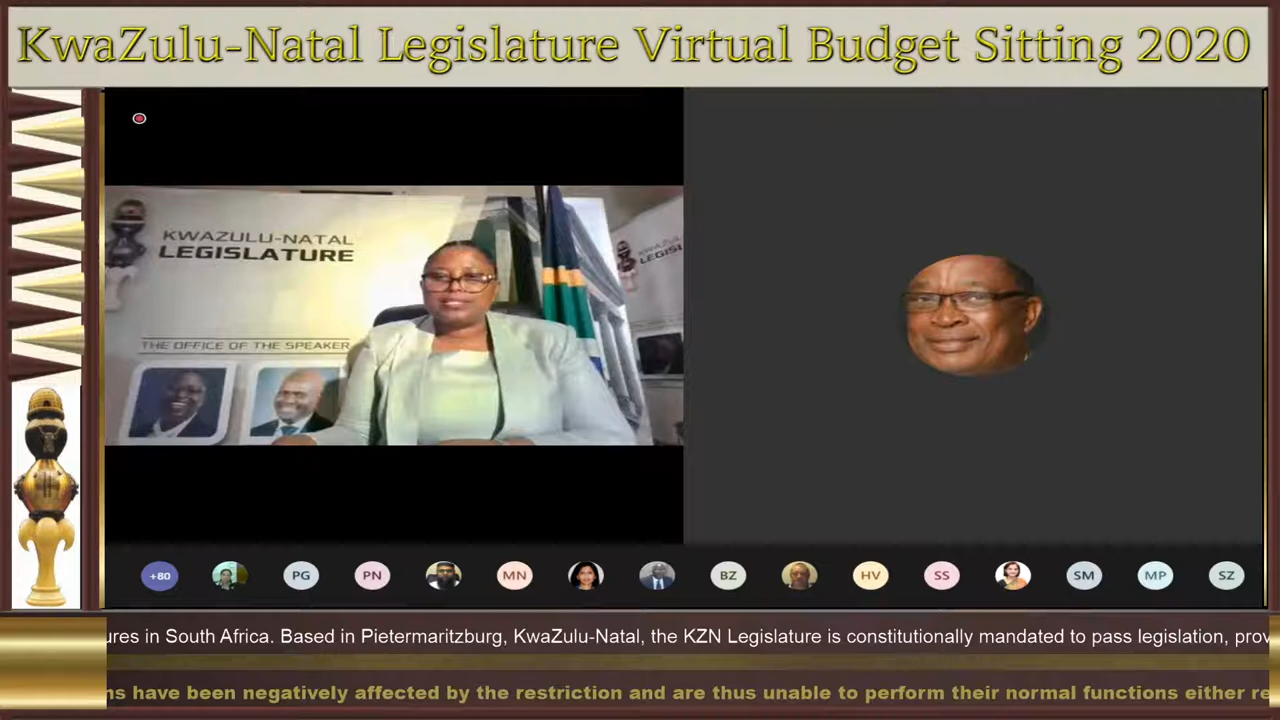 KwaZulu-Natal Legislature Virtual Budget Sitting 2020
KWAZULU-NATAL
LEGISLATURE
THE OFFICE OF THE SPEAKER
KWAZUL
LEGISL
+80
PG
PN
MN
BZ
HV
SS
SM
MP
SZ
ures in South Africa. Based in Pietermaritzburg, KwaZulu-Natal, the KZN Legislature is constitutionally mandated to pass legislation, prov
ns have been negatively affected by the restriction and are thus unable to perform their normal functions either re